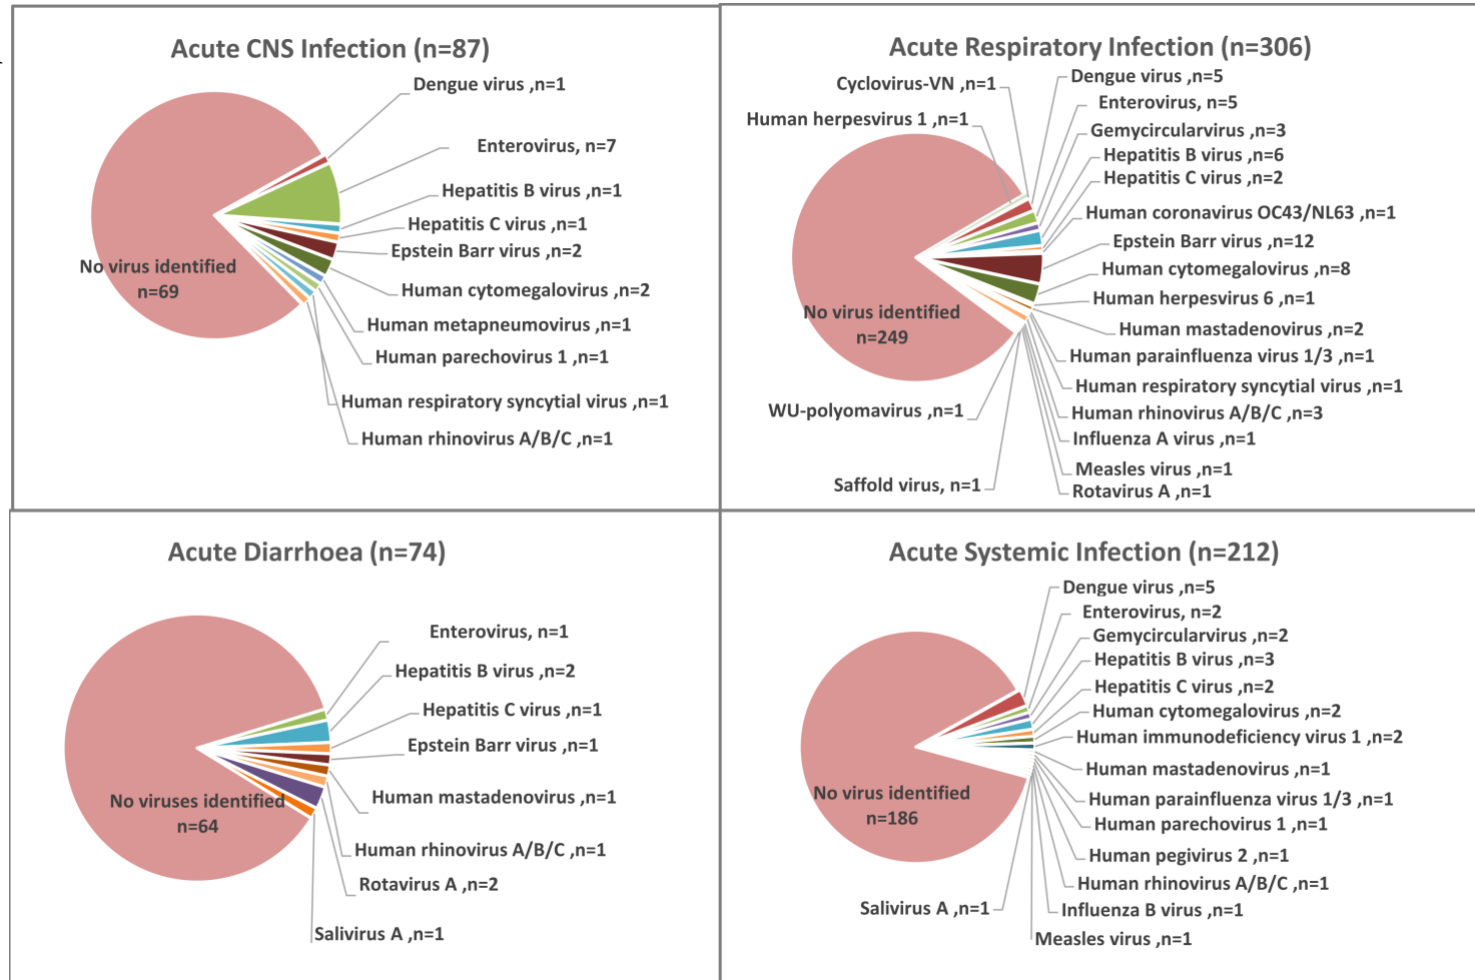 Acute CNS Infection (n=87)
Dengue virus ,n=1
Enterovirus, n=7
Hepatitis B virus ,n=1
Hepatitis C virus ,n=1
Epstein Barr virus ,n=2
Human cytomegalovirus ,n=2
Human metapneumovirus ,n=1
Human parechovirus 1 ,n=1
Human respiratory syncytial virus ,n=1
Human rhinovirus A/B/C ,n=1
No virus identified
n=69
Acute Respiratory Infection (n=306)
Cyclovirus-VN ,n=1
Human herpesvirus 1 ,n=1
Dengue virus ,n=5
Enterovirus, n=5
Gemycircularvirus ,n=3
Hepatitis B virus ,n=6
Hepatitis C virus ,n=2
Human coronavirus OC43/NL63 ,n=1
Epstein Barr virus ,n=12
Human cytomegalovirus ,n=8
Human herpesvirus 6 ,n=1
Human mastadenovirus ,n=2
Human parainfluenza virus 1/3 ,n=1
Human respiratory syncytial virus ,n=1
Human rhinovirus A/B/C ,n=3
Influenza A virus ,n=1
Measles virus ,n=1
Rotavirus A ,n=1
Saffold virus, n=1
WU-polyomavirus ,n=1
No virus identified
n=249
Acute Diarrhoea (n=74)
Enterovirus, n=1
Hepatitis B virus ,n=2
Hepatitis C virus ,n=1
Epstein Barr virus ,n=1
Human mastadenovirus ,n=1
Human rhinovirus A/B/C ,n=1
Rotavirus A ,n=2
Salivirus A ,n=1
No viruses identified
n=64
Acute Systemic Infection (n=212)
Dengue virus ,n=5
Enterovirus, n=2
Gemycircularvirus ,n=2
Hepatitis B virus ,n=3
Hepatitis C virus ,n=2
Human cytomegalovirus ,n=2
Human immunodeficiency virus 1 ,n=2
Human mastadenovirus ,n=1
Human parainfluenza virus 1/3 ,n=1
Human parechovirus 1 ,n=1
Human pegivirus 2 ,n=1
Human rhinovirus A/B/C ,n=1
Influenza B virus ,n=1
Measles virus ,n=1
Salivirus A ,n=1
No virus identified
n=186